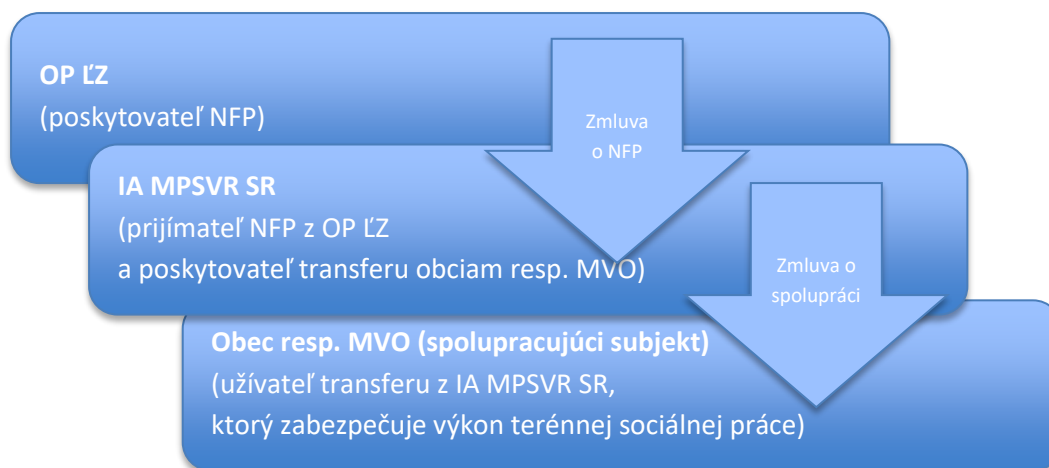 OP ĽZ
(poskytovateľ NFP)
Zmluva
o NFP
IA MPSVR SR
(prijímateľ NFP z OP ĽZ
a poskytovateľ transferu obciam resp. MVO)
Zmluva o
spolupráci
Obec resp. MVO (spolupracujúci subjekt)
(užívateľ transferu z IA MPSVR SR,
ktorý zabezpečuje výkon terénnej sociálnej práce)